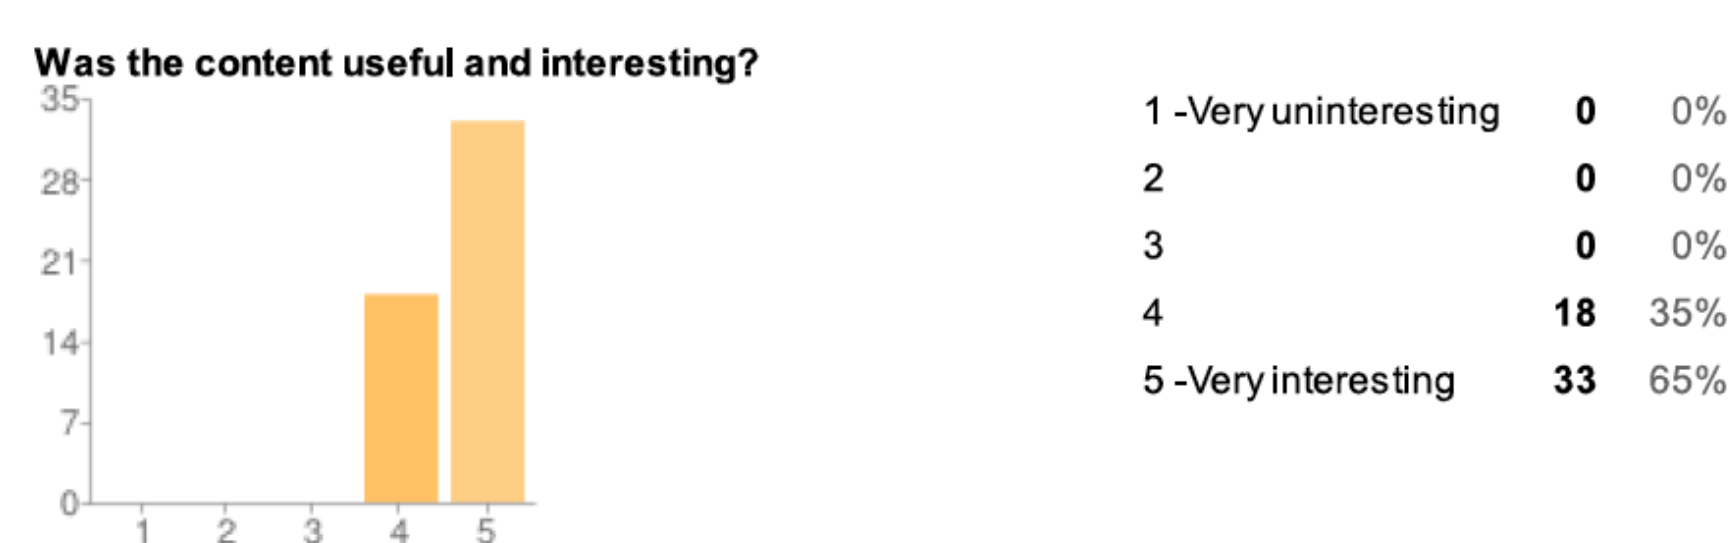 Was the content useful and interesting?
35
28
21
14
7
0
1 2 3 4 5
1 -Very uninteresting 0 0%
2 0 0%
3 0 0%
4 18 35%
5 -Very interesting 33 65%